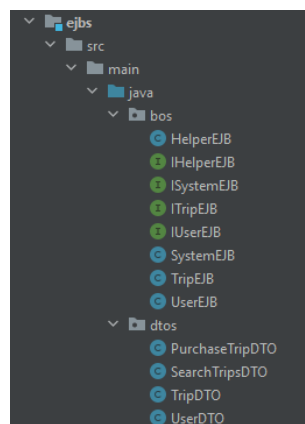 ejbs
src
main
java
bos
HelperEJB
IHelperEJB
ISystemEJB
ITripEJB
IUserEJB
SystemEJB
TripEJB
UserEJB
dtos
PurchaseTripDTO
SearchTripsDTO
TripDTO
UserDTO